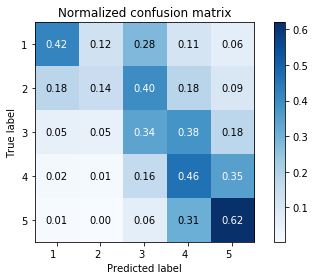 Normalized confusion matrix
1 0.42 0.12 0.28 0.11 0.06
2 0.18 0.14 0.40 0.18 0.09
3 0.05 0.05 0.34 0.38 0.18
4 0.02 0.01 0.16 0.46 0.35
5 0.01 0.00 0.06 0.31 0.62
1 2 3 4 5
Predicted label
True label
0.6
0.5
0.4
0.3
0.2
0.1